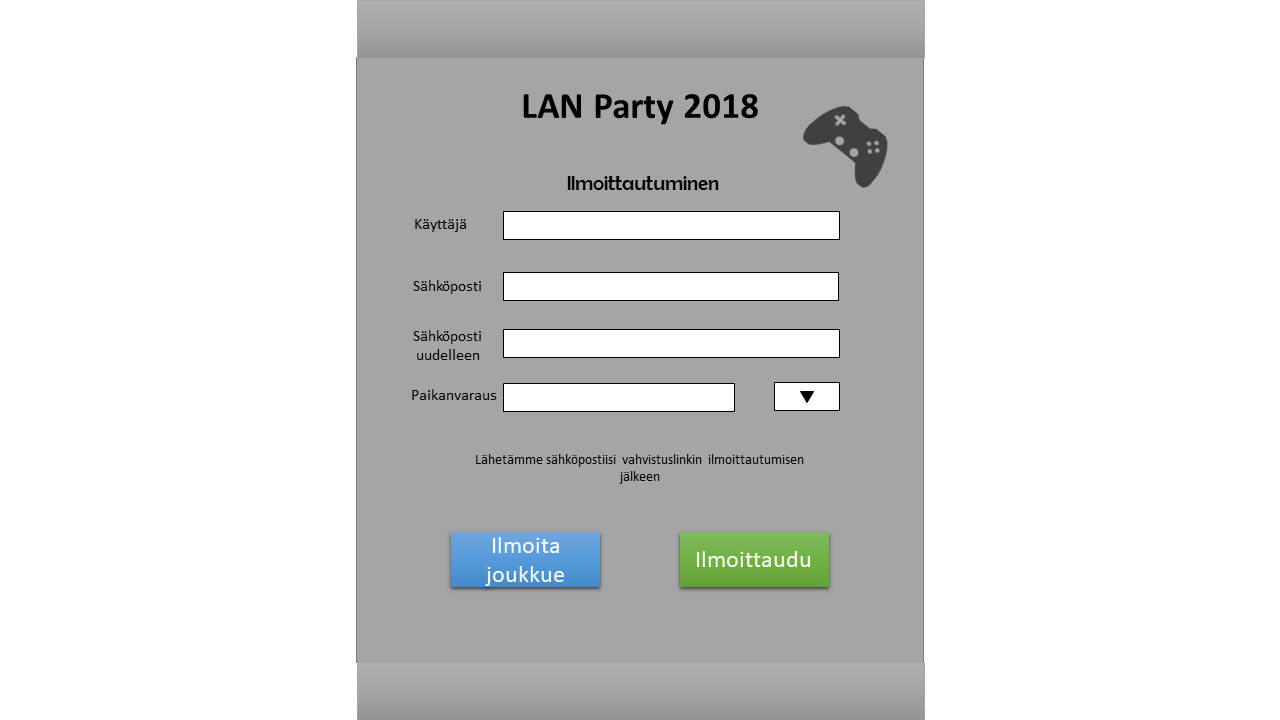 LAN Party 2018
Ilmoittautuminen
Käyttäjä
Sähköposti
Sähköposti
uudelleen
Paikanvaraus
Lähetämme sähköpostiisi vahvistuslinkin ilmoittautumisen
jälkeen
Ilmoita
joukkue
Ilmoittaudu